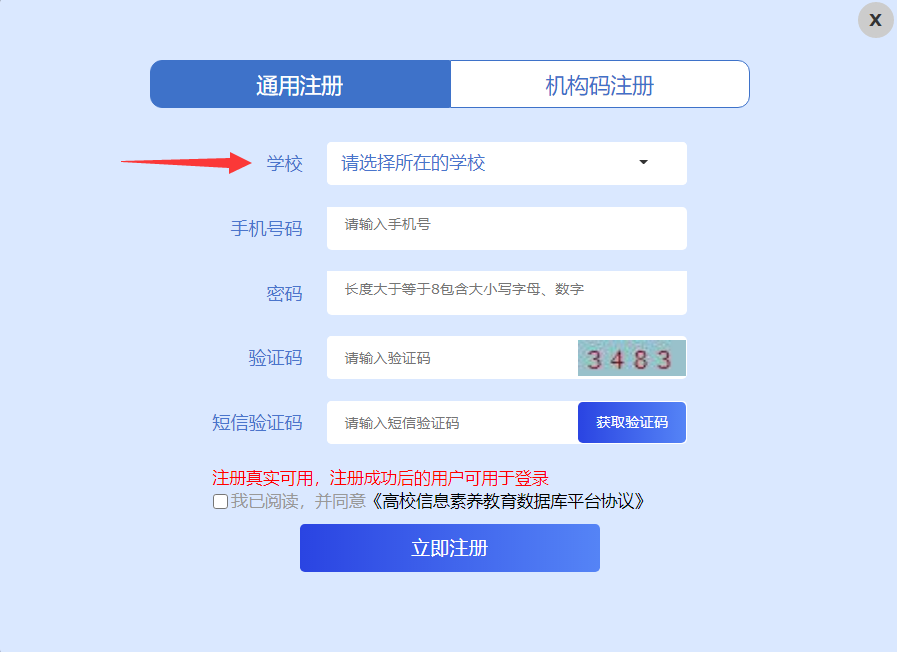 X
通用注册
机构码注册
学校
请选择所在的学校
手机号码
请输入手机号
密码
长度大于等于8包含大小写字母、数字
验证码
请输入验证码
3483
短信验证码
请输入短信验证码
获取验证码
注册真实可用，注册成功后的用户可用于登录
我已阅读，并同意《高校信息素养教育数据库平台协议》
立即注册